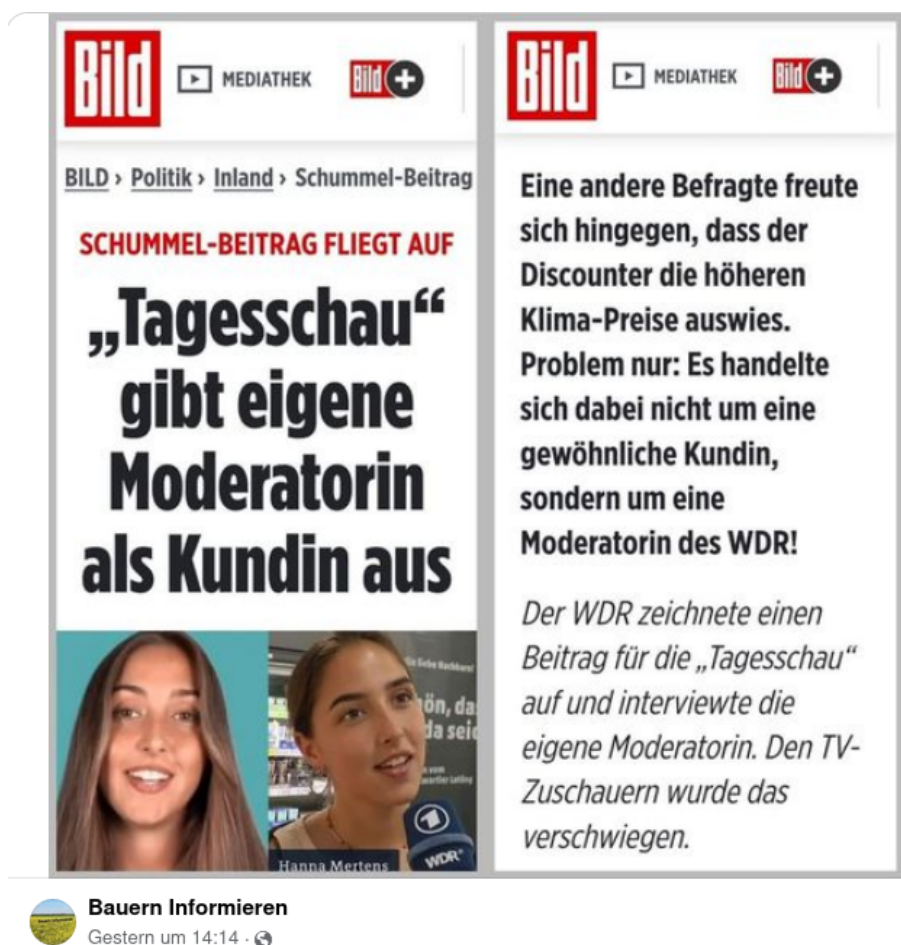 Bild
MEDIATHEK
Bild +
BILD › Politik › Inland › Schummel-Beitrag
SCHUMMEL-BEITRAG FLIEGT AUF
„Tagesschau“
gibt eigene
Moderatorin
als Kundin aus
ön, da
da seid
Hanna Mertens
WDR
Bild
MEDIATHEK
Bild +
Eine andere Befragte freute
sich hingegen, dass der
Discounter die höheren
Klima-Preise auswies.
Problem nur: Es handelte
sich dabei nicht um eine
gewöhnliche Kundin,
sondern um eine
Moderatorin des WDR!
Der WDR zeichnete einen
Beitrag für die „Tagesschau“
auf und interviewte die
eigene Moderatorin. Den TV-
Zuschauern wurde das
verschwiegen.
Bauern Informieren
Gestern um 14:14 ·